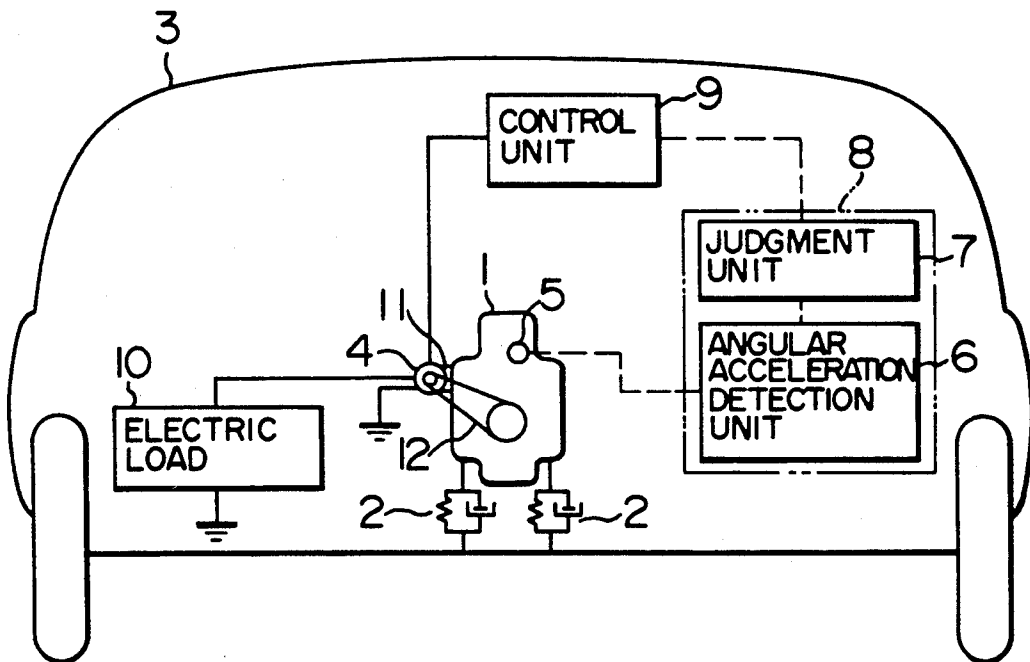 3
9
CONTROL
UNIT
8
JUDGMENT
UNIT
7
1
5
11
4
10
ANGULAR
ACCELERATION
DETECTION
UNIT
6
ELECTRIC
LOAD
12
2
2